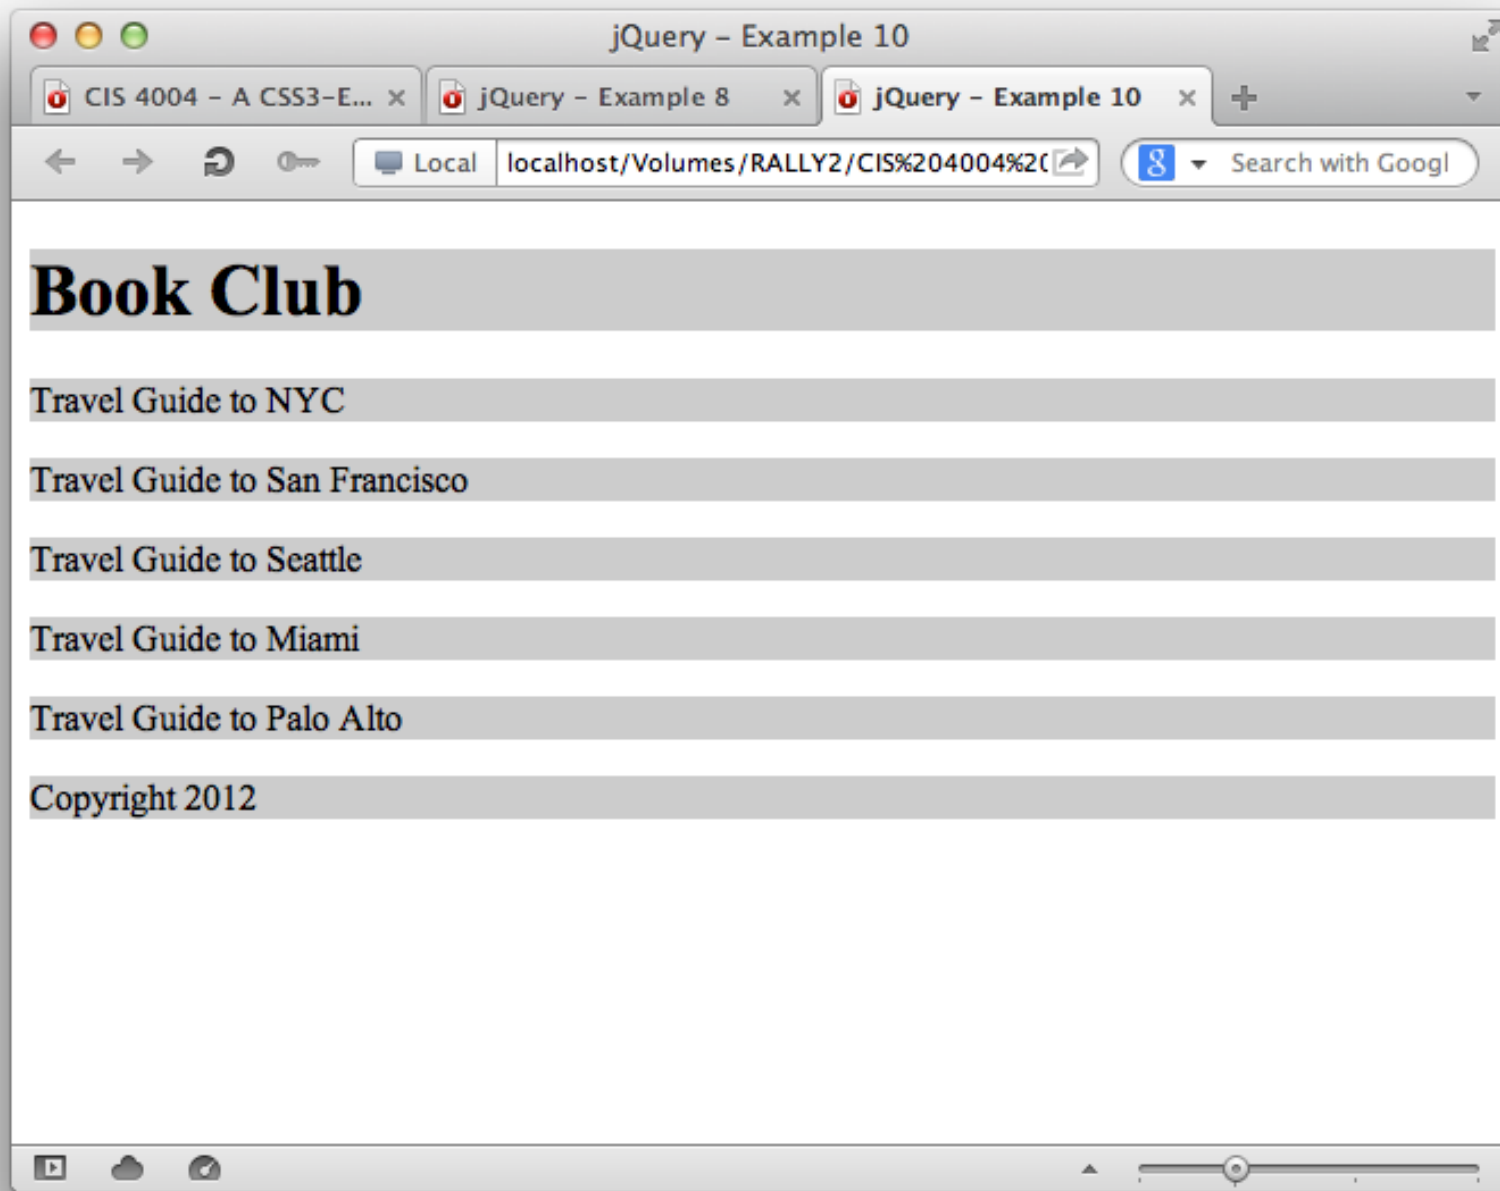 jQuery – Example 10
CIS 4004 – A CSS3-E...
jQuery – Example 8
jQuery – Example 10
Local
localhost/Volumes/RALLY2/CIS%204004%20
Search with Googl
Book Club
Travel Guide to NYC
Travel Guide to San Francisco
Travel Guide to Seattle
Travel Guide to Miami
Travel Guide to Palo Alto
Copyright 2012